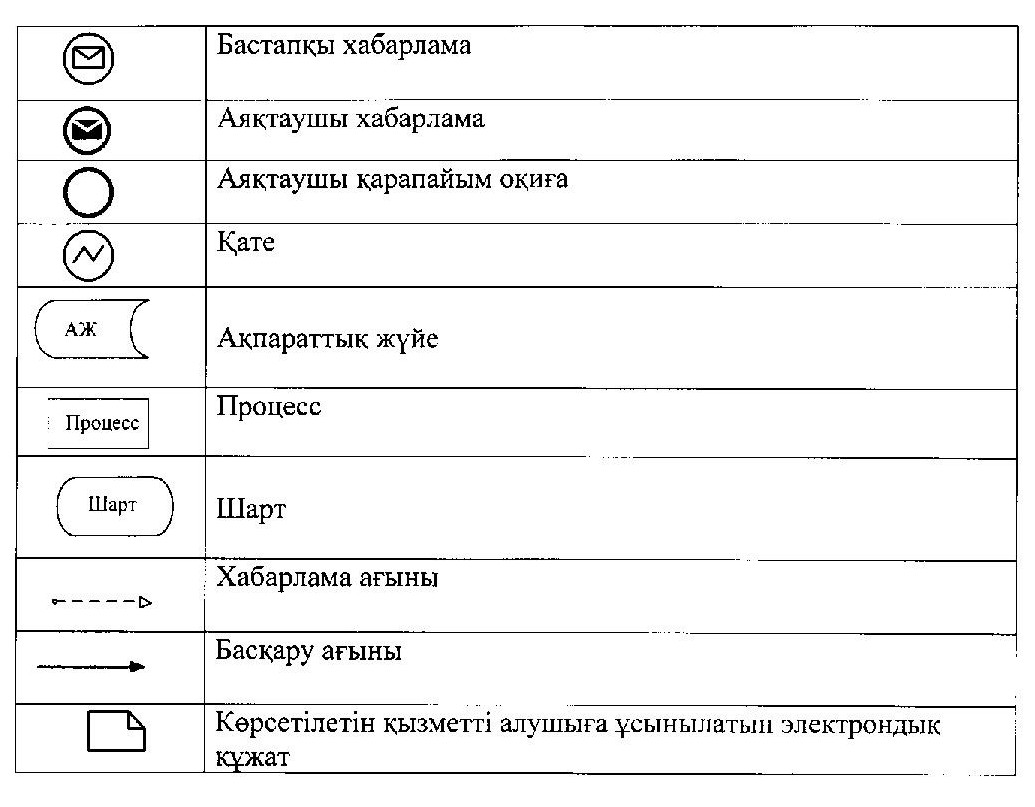 Бастапқы хабарлама
Аяқтаушы хабарлама
Аяқтаушы қарапайым оқиға
Қате
АЖ
Ақпараттық жүйе
Процесс
Процесс
Шарт
Шарт
Хабарлама ағыны
Басқару ағыны
Көрсетілетін қызметті алушыға ұсынылатын электрондық
құжат